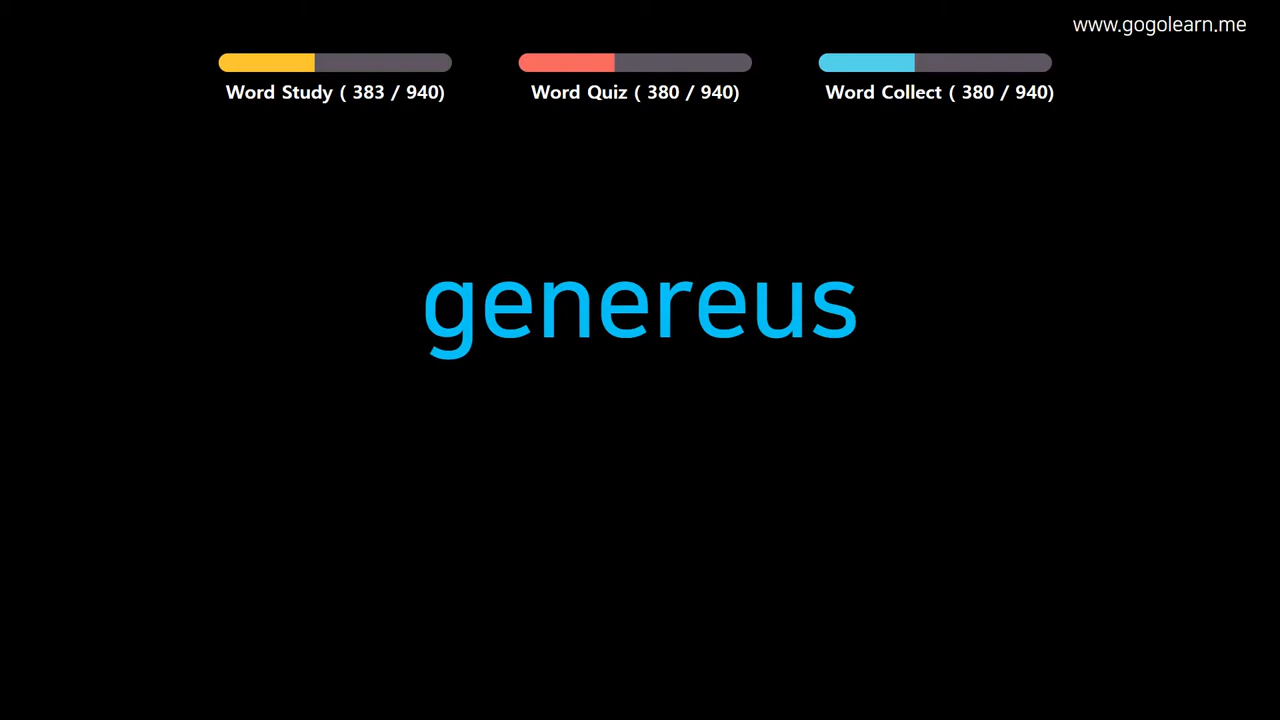 www.gogolearn.me
Word Study ( 383 / 940)
Word Quiz ( 380 / 940)
Word Collect ( 380 / 940)
genereus